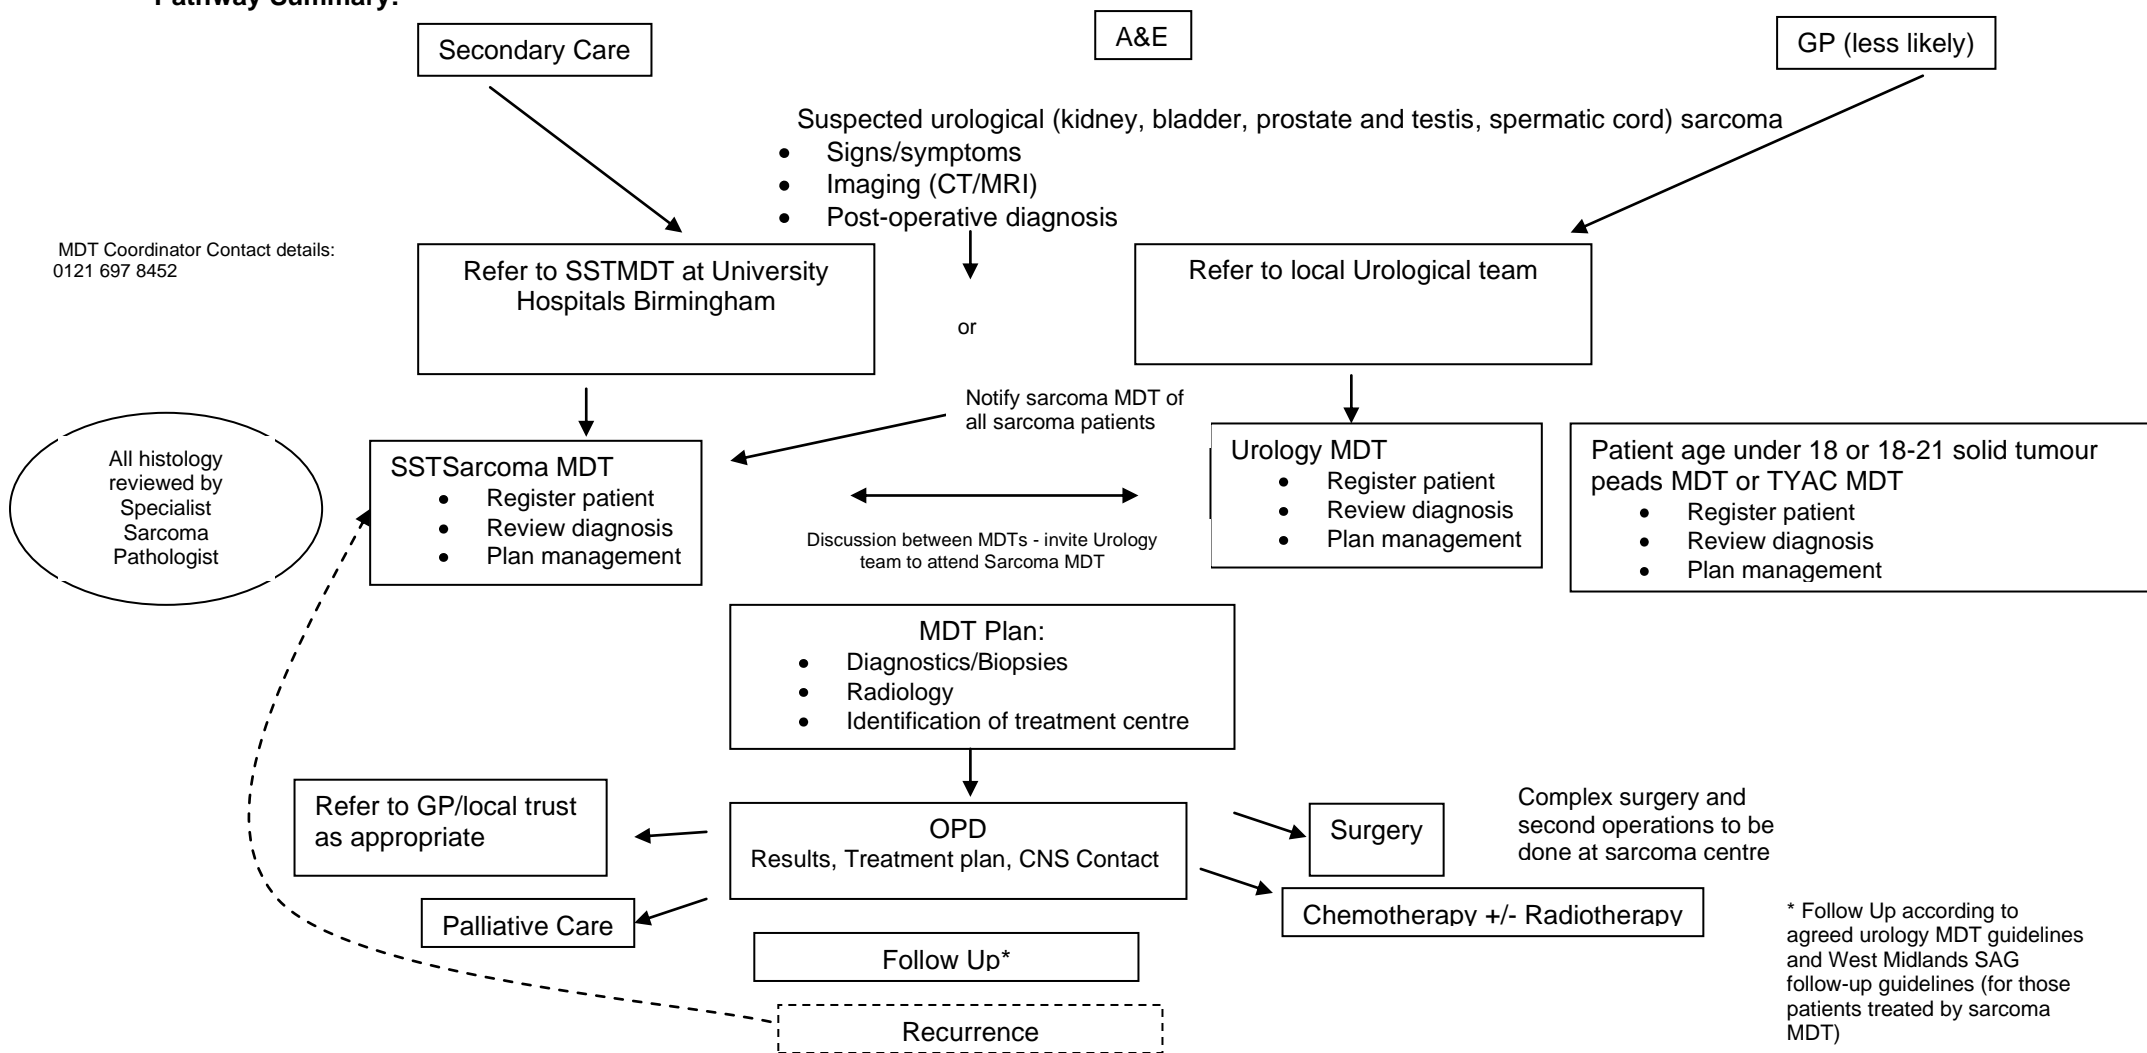 Pathway Summary:
Secondary Care
A&E
GP (less likely)
Suspected urological (kidney, bladder, prostate and testis, spermatic cord) sarcoma
• Signs/symptoms
• Imaging (CT/MRI)
• Post-operative diagnosis
MDT Coordinator Contact details:
0121 697 8452
Refer to SSTMDT at University
Hospitals Birmingham
or
Refer to local Urological team
Notify sarcoma MDT of
all sarcoma patients
All histology
reviewed by
Specialist
Sarcoma
Pathologist
SSTSarcoma MDT
• Register patient
• Review diagnosis
• Plan management
Discussion between MDTs - invite Urology
team to attend Sarcoma MDT
Urology MDT
• Register patient
• Review diagnosis
• Plan management
Patient age under 18 or 18-21 solid tumour
peads MDT or TYAC MDT
• Register patient
• Review diagnosis
• Plan management
MDT Plan:
• Diagnostics/Biopsies
• Radiology
• Identification of treatment centre
Refer to GP/local trust
as appropriate
OPD
Results, Treatment plan, CNS Contact
Surgery
Complex surgery and
second operations to be
done at sarcoma centre
Palliative Care
Chemotherapy +/- Radiotherapy
Follow Up*
* Follow Up according to
agreed urology MDT guidelines
and West Midlands SAG
follow-up guidelines (for those
patients treated by sarcoma
MDT)
Recurrence